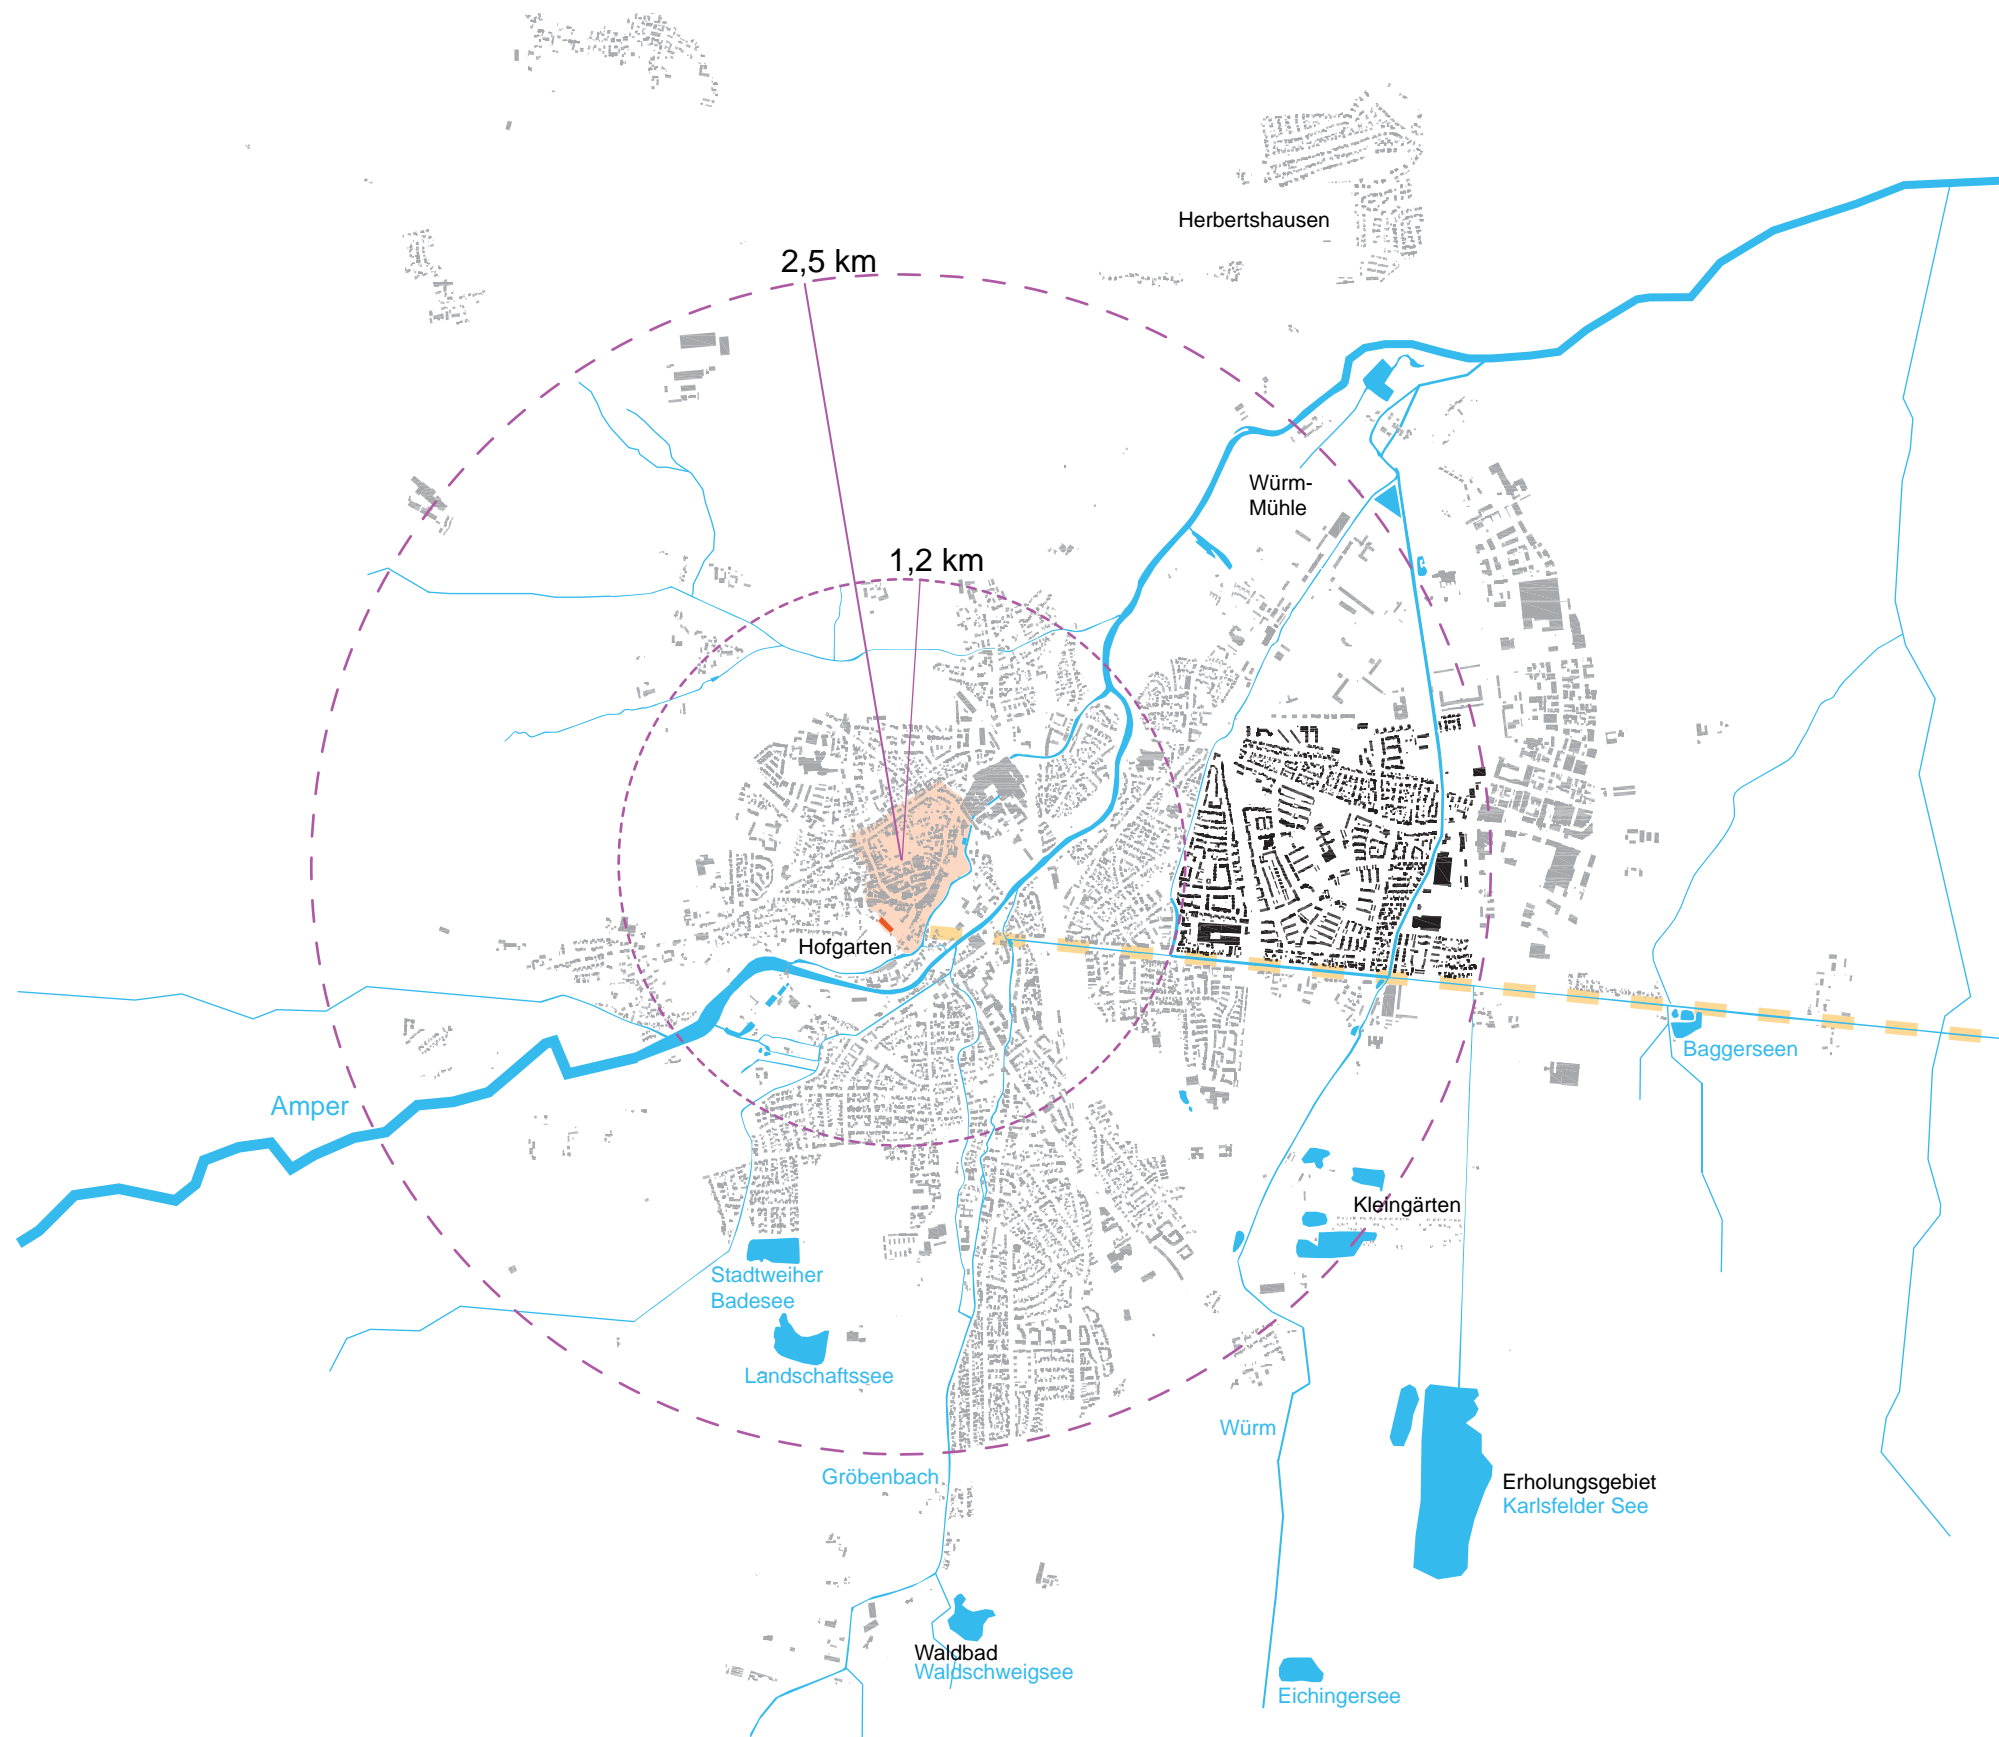 Herbertshausen
2,5 km
Würm-
Mühle
1,2 km
Hofgarten
Baggerseen
Amper
Kleingärten
Stadtweiher
Badesee
Landschaftssee
Würm
Gröbenbach
Erholungsgebiet
Karlsfelder See
Waldbad
Waldschweigsee
Eichingersee